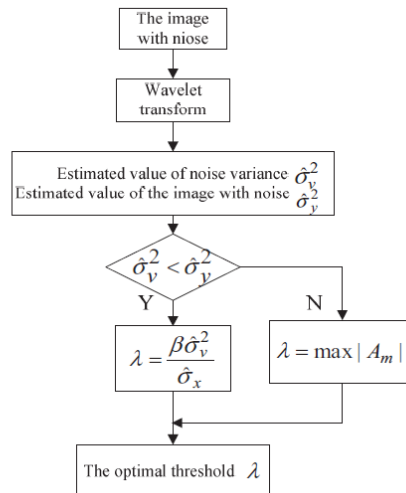 The image
with niose
Wavelet
transform
Estimated value of noise variance $\hat{\sigma}_v^2$
Estimated value of the image with noise $\hat{\sigma}_y^2$
$\hat{\sigma}_v^2 < \hat{\sigma}_y^2$
Y
N
$\lambda = \frac{\beta \hat{\sigma}_v^2}{\hat{\sigma}_x}$
$\lambda = \max | A_m |$
The optimal threshold $\lambda$